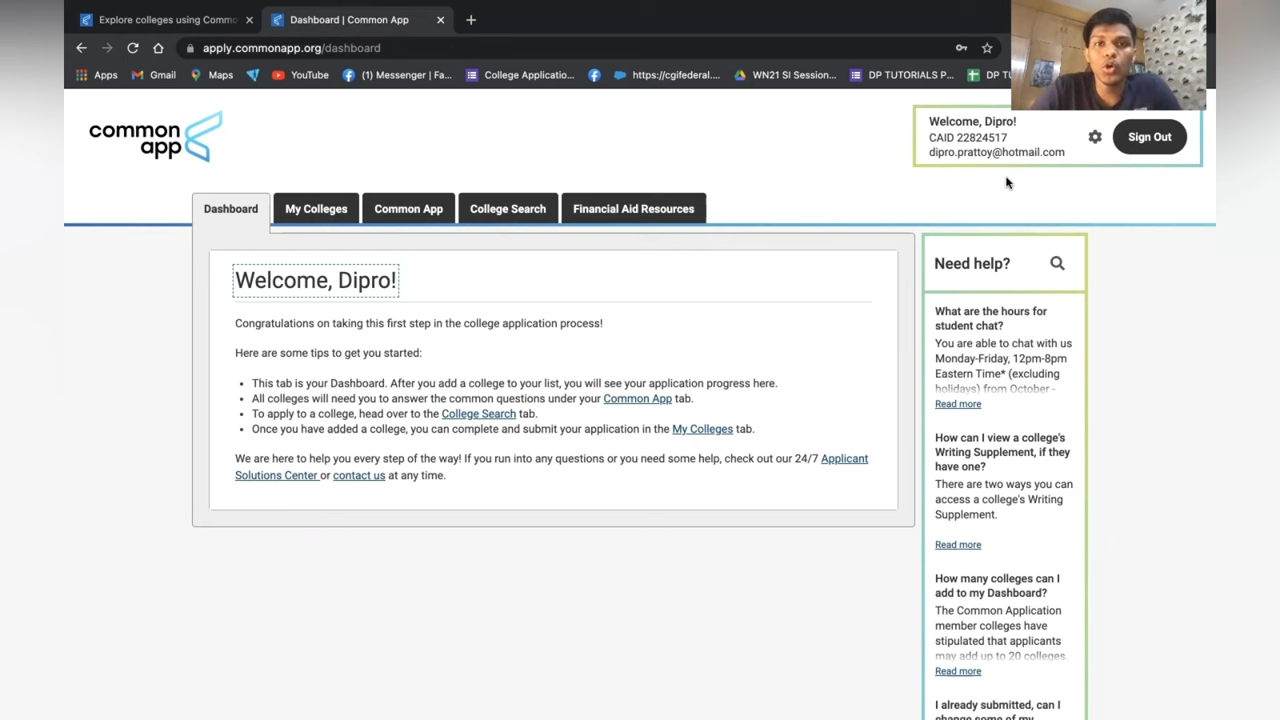 Explore colleges using Commo
Dashboard | Common App
apply.commonapp.org/dashboard
Apps
Gmail
Maps
YouTube
(1) Messenger | Fa...
College Applicatio...
https://cgifederal....
WN21 SI Session...
DP TUTORIALS P...
DP TU
common
app
Welcome, Dipro!
CAID 22824517
dipro.prattoy@hotmail.com
Sign Out
Dashboard
My Colleges
Common App
College Search
Financial Aid Resources
Welcome, Dipro!
Congratulations on taking this first step in the college application process!
Here are some tips to get you started:
• This tab is your Dashboard. After you add a college to your list, you will see your application progress here.
• All colleges will need you to answer the common questions under your Common App tab.
• To apply to a college, head over to the College Search tab.
• Once you have added a college, you can complete and submit your application in the My Colleges tab.
We are here to help you every step of the way! If you run into any questions or you need some help, check out our 24/7 Applicant
Solutions Center or contact us at any time.
Need help?
What are the hours for
student chat?
You are able to chat with us
Monday-Friday, 12pm-8pm
Eastern Time* (excluding
holidays) from October -
Read more
How can I view a college's
Writing Supplement, if they
have one?
There are two ways you can
access a college's Writing
Supplement.
Read more
How many colleges can I
add to my Dashboard?
The Common Application
member colleges have
stipulated that applicants
may add up to 20 colleges.
Read more
I already submitted, can I
change some of my